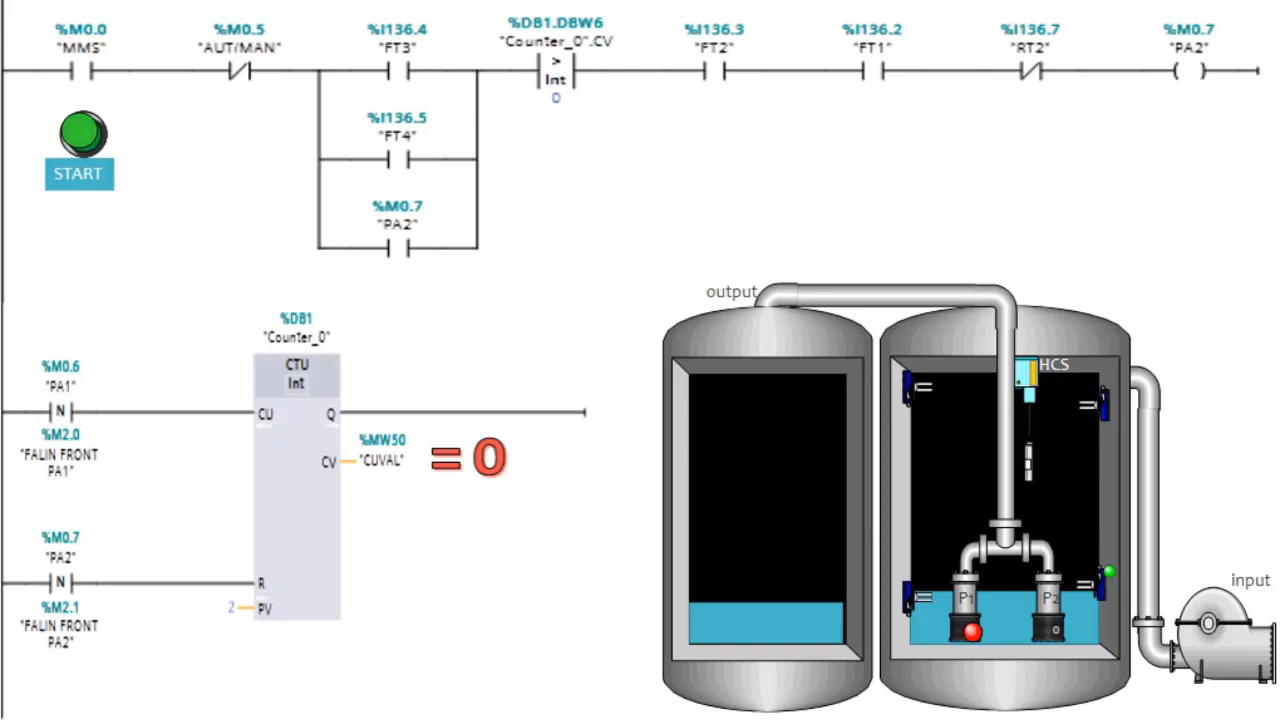 %M0.0
"MMS"
%M0.5
"AUT/MAN"
%I136.4
"FT3"
%DB1.DBW6
"Counter_0".CV
>
Int
0
%I136.3
"FT2"
%I136.2
"FT1"
%I136.7
"RT2"
%M0.7
"PA2"
%I136.5
"FT4"
%M0.7
"PA2"
START
%DB1
"Counter_0"
CTU
Int
%M0.6
"PA1"
N
%M2.0
"FALIN FRONT
PA1"
CU
Q
CV
%MW50
"CUVAL"
= 0
%M0.7
"PA2"
N
%M2.1
"FALIN FRONT
PA2"
R
2
PV
output
HCS
P1
P2
input